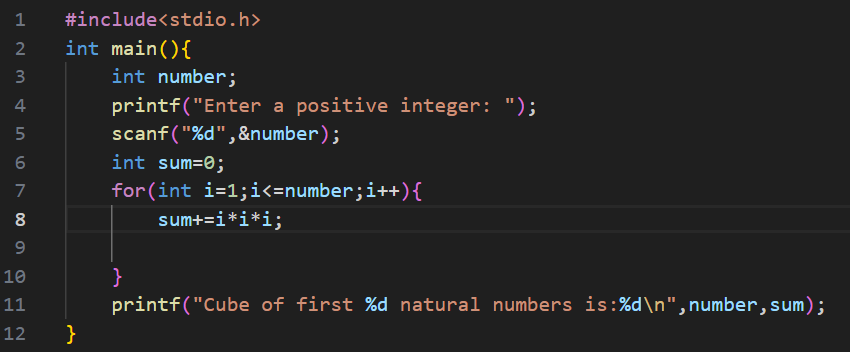 1 #include<stdio.h>
2 int main(){
3     int number;
4     printf("Enter a positive integer: ");
5     scanf("%d",&number);
6     int sum=0;
7     for(int i=1;i<=number;i++){
8         sum+=i*i*i;
9
10     }
11     printf("Cube of first %d natural numbers is:%d\n",number,sum);
12 }